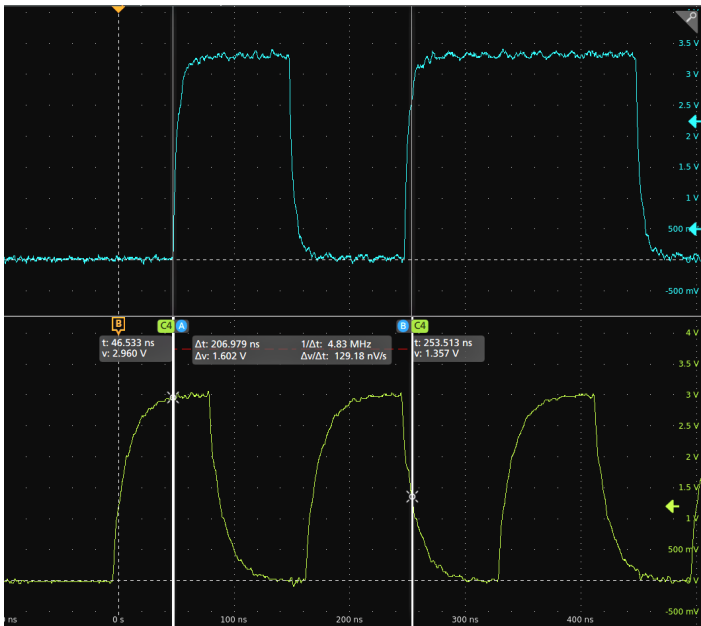 3.5 V
3 V
2.5 V
2 V
1.5 V
1 V
500 m
0 V
-500 mV
B
C4 A
B C4
4 V
t: 46.533 ns
v: 2.960 V
Δt: 206.979 ns 1/Δt: 4.83 MHz
Δv: 1.602 V Δv/Δt: 129.18 nV/s
t: 253.513 ns
v: 1.357 V
3.5 V
3 V
2.5 V
2 V
1.5 V
1 V
500 mV
0 V
-500 mV
ns 0 s 100 ns 200 ns 300 ns 400 ns